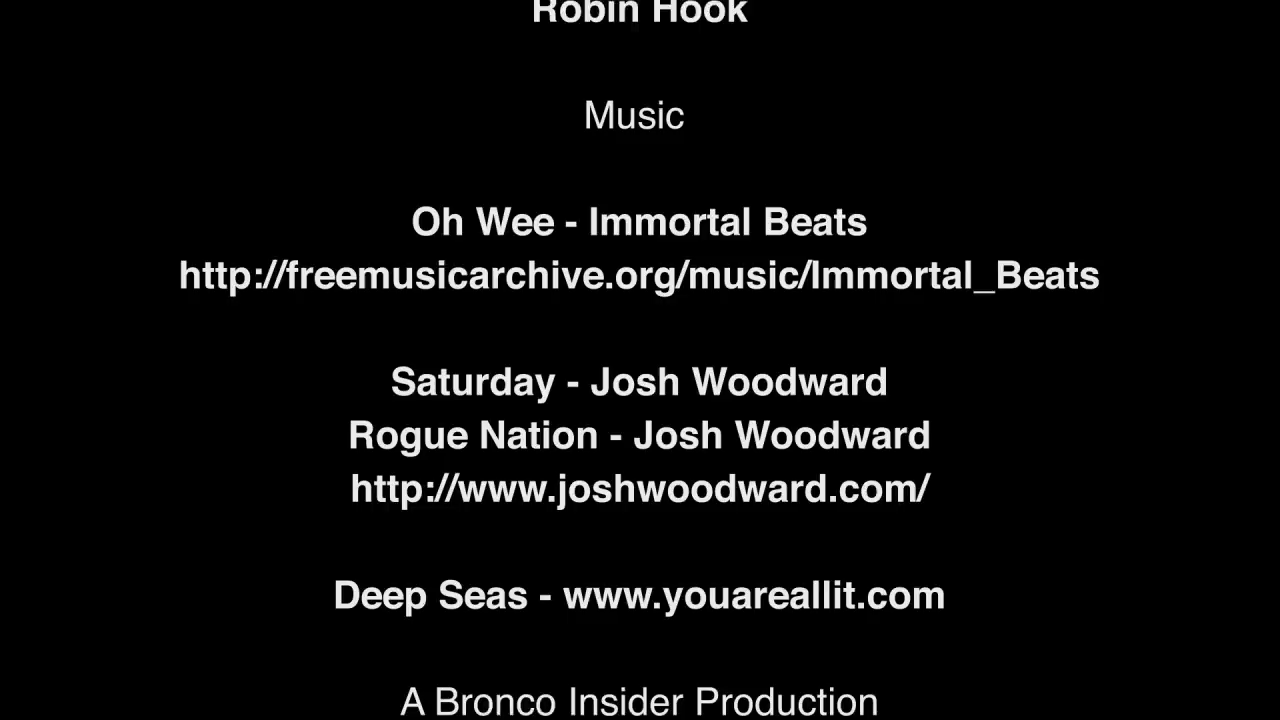 Robin Hook
Music
Oh Wee - Immortal Beats
http://freemusicarchive.org/music/Immortal_Beats
Saturday - Josh Woodward
Rogue Nation - Josh Woodward
http://www.joshwoodward.com/
Deep Seas - www.youareallit.com
A Bronco Insider Production